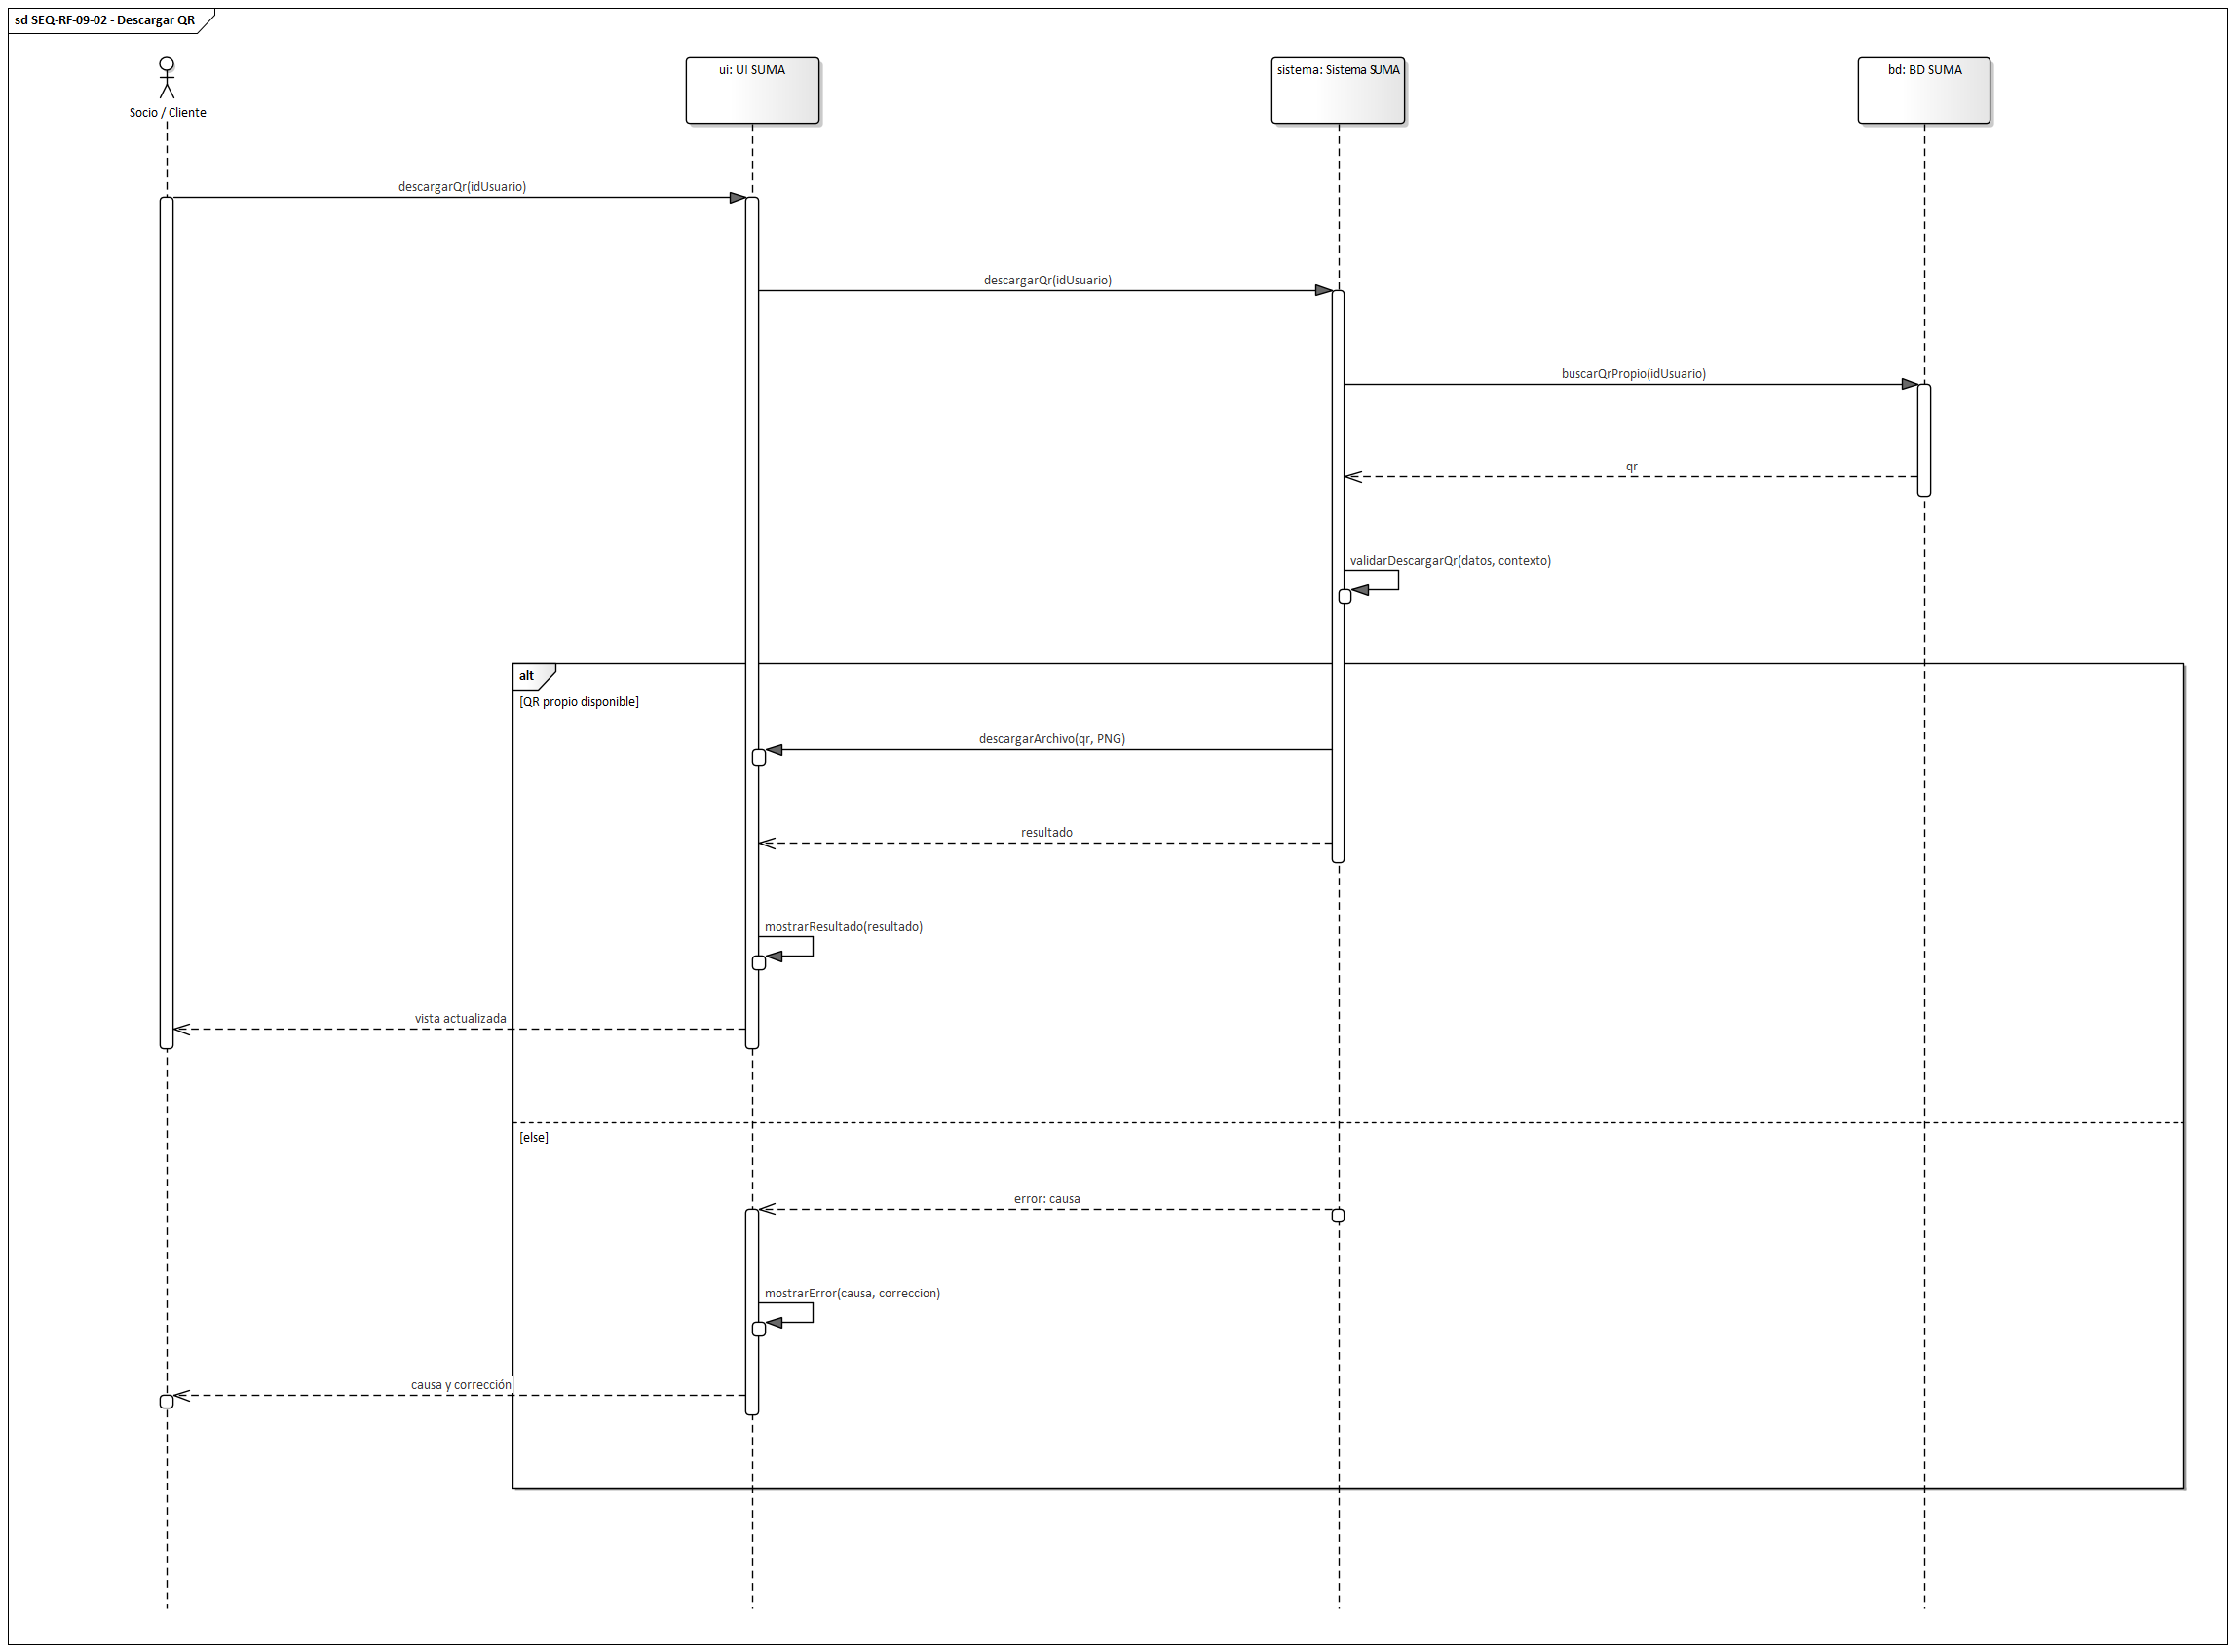 sd SEQ-RF-09-02 - Descargar QR
Socio / Cliente
ui: UI SUMA
sistema: Sistema SUMA
bd: BD SUMA
descargarQr(idUsuario)
descargarQr(idUsuario)
buscarQrPropio(idUsuario)
qr
validarDescargarQr(datos, contexto)
alt
[QR propio disponible]
descargarArchivo(qr, PNG)
resultado
mostrarResultado(resultado)
vista actualizada
[else]
error: causa
mostrarError(causa, correccion)
causa y corrección